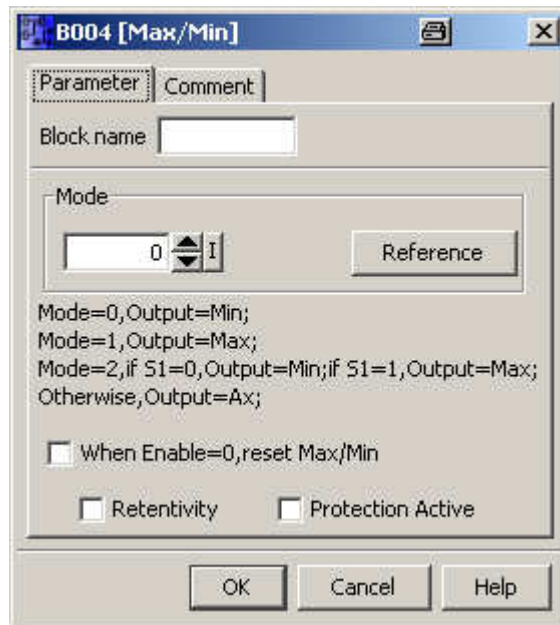 B004 [Max/Min]
Parameter Comment
Block name
Mode
0 I Reference
Mode=0,Output=Min;
Mode=1,Output=Max;
Mode=2,if S1=0,Output=Min;if S1=1,Output=Max;
Otherwise,Output=Ax;
When Enable=0,reset Max/Min
Retentivity Protection Active
OK Cancel Help